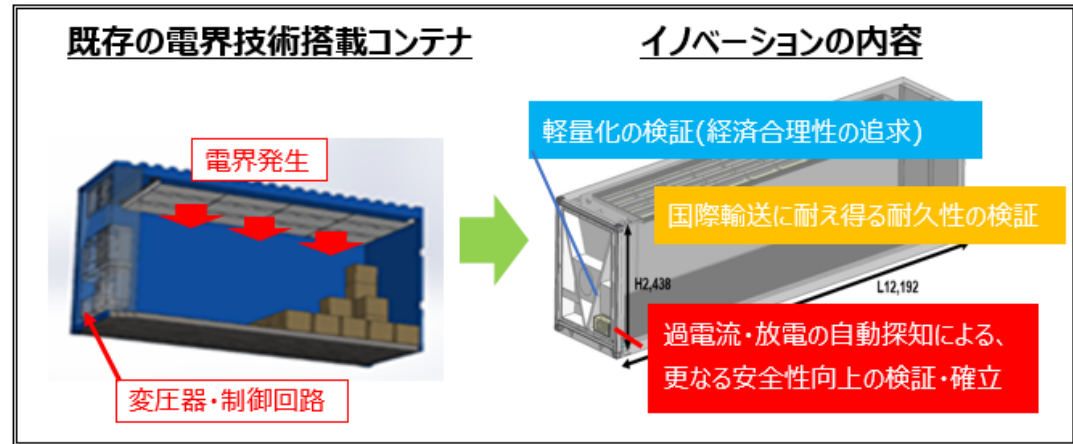 既存の電界技術搭載コンテナ
電界発生
変圧器・制御回路
イノベーションの内容
軽量化の検証(経済合理性の追求)
国際輸送に耐え得る耐久性の検証
H2,438
L12,192
過電流・放電の自動探知による、
更なる安全性向上の検証・確立